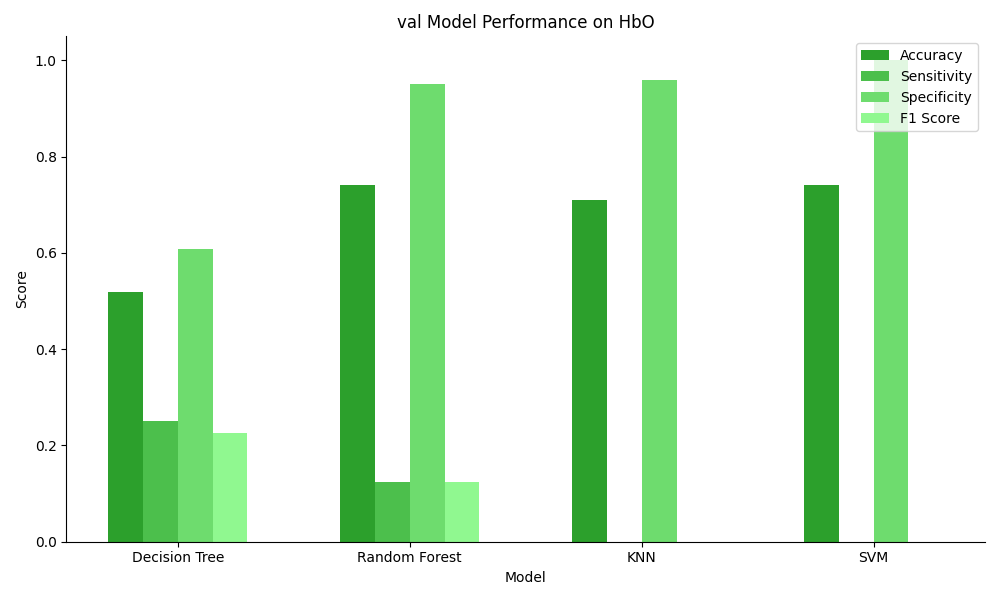 val Model Performance on HbO
Accuracy
Sensitivity
Specificity
F1 Score
1.0
0.8
0.6
0.4
0.2
0.0
Score
Decision Tree
Random Forest
KNN
SVM
Model